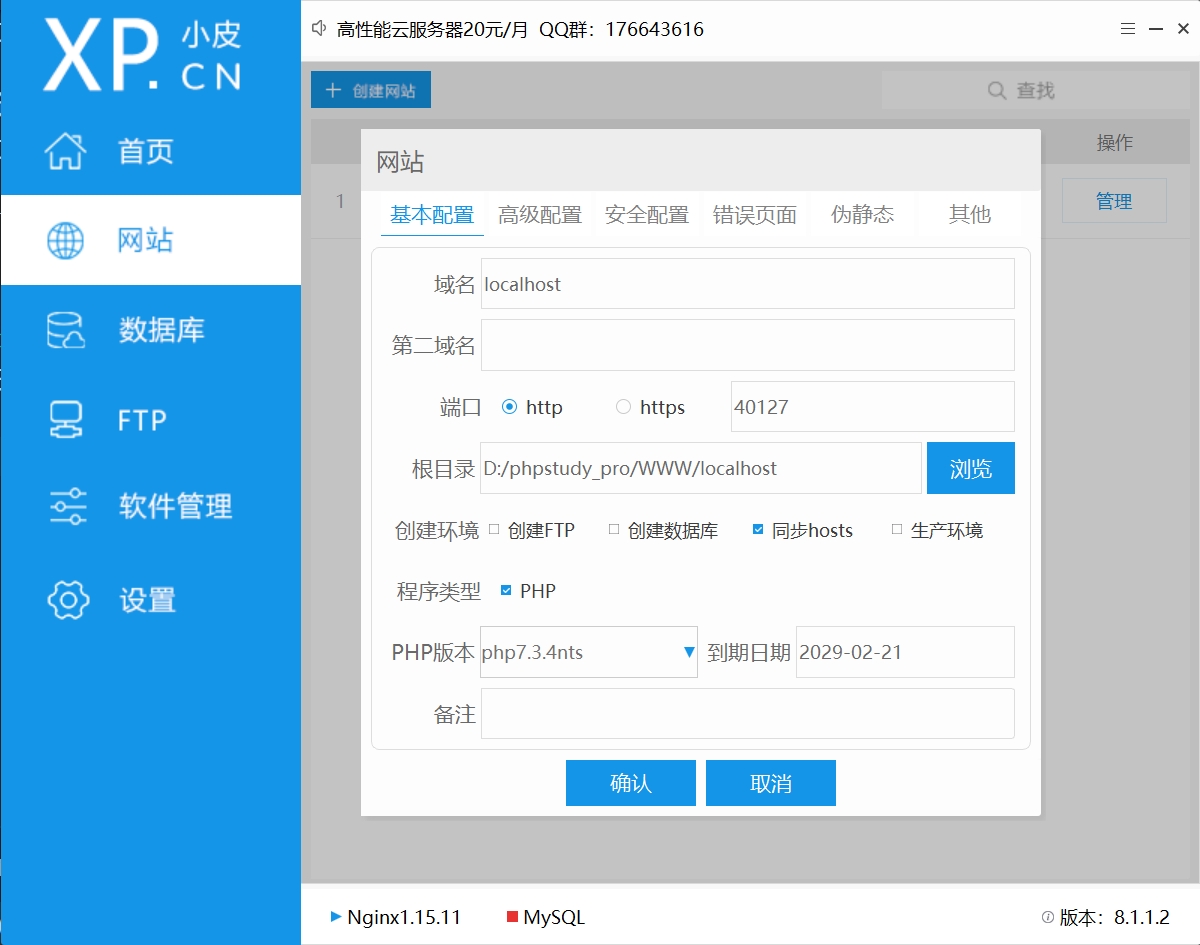 XP.小皮
CN
高性能云服务器20元/月 QQ群：176643616
首页
网站
数据库
FTP
软件管理
设置
创建网站
查找
操作
1
管理
网站
基本配置 高级配置 安全配置 错误页面 伪静态 其他
域名 localhost
第二域名
端口 http https 40127
根目录 D:/phpstudy_pro/WWW/localhost 浏览
创建环境 创建FTP 创建数据库 同步hosts 生产环境
程序类型 PHP
PHP版本 php7.3.4nts 到期日期 2029-02-21
备注
确认 取消
Nginx1.15.11 MySQL 版本：8.1.1.2